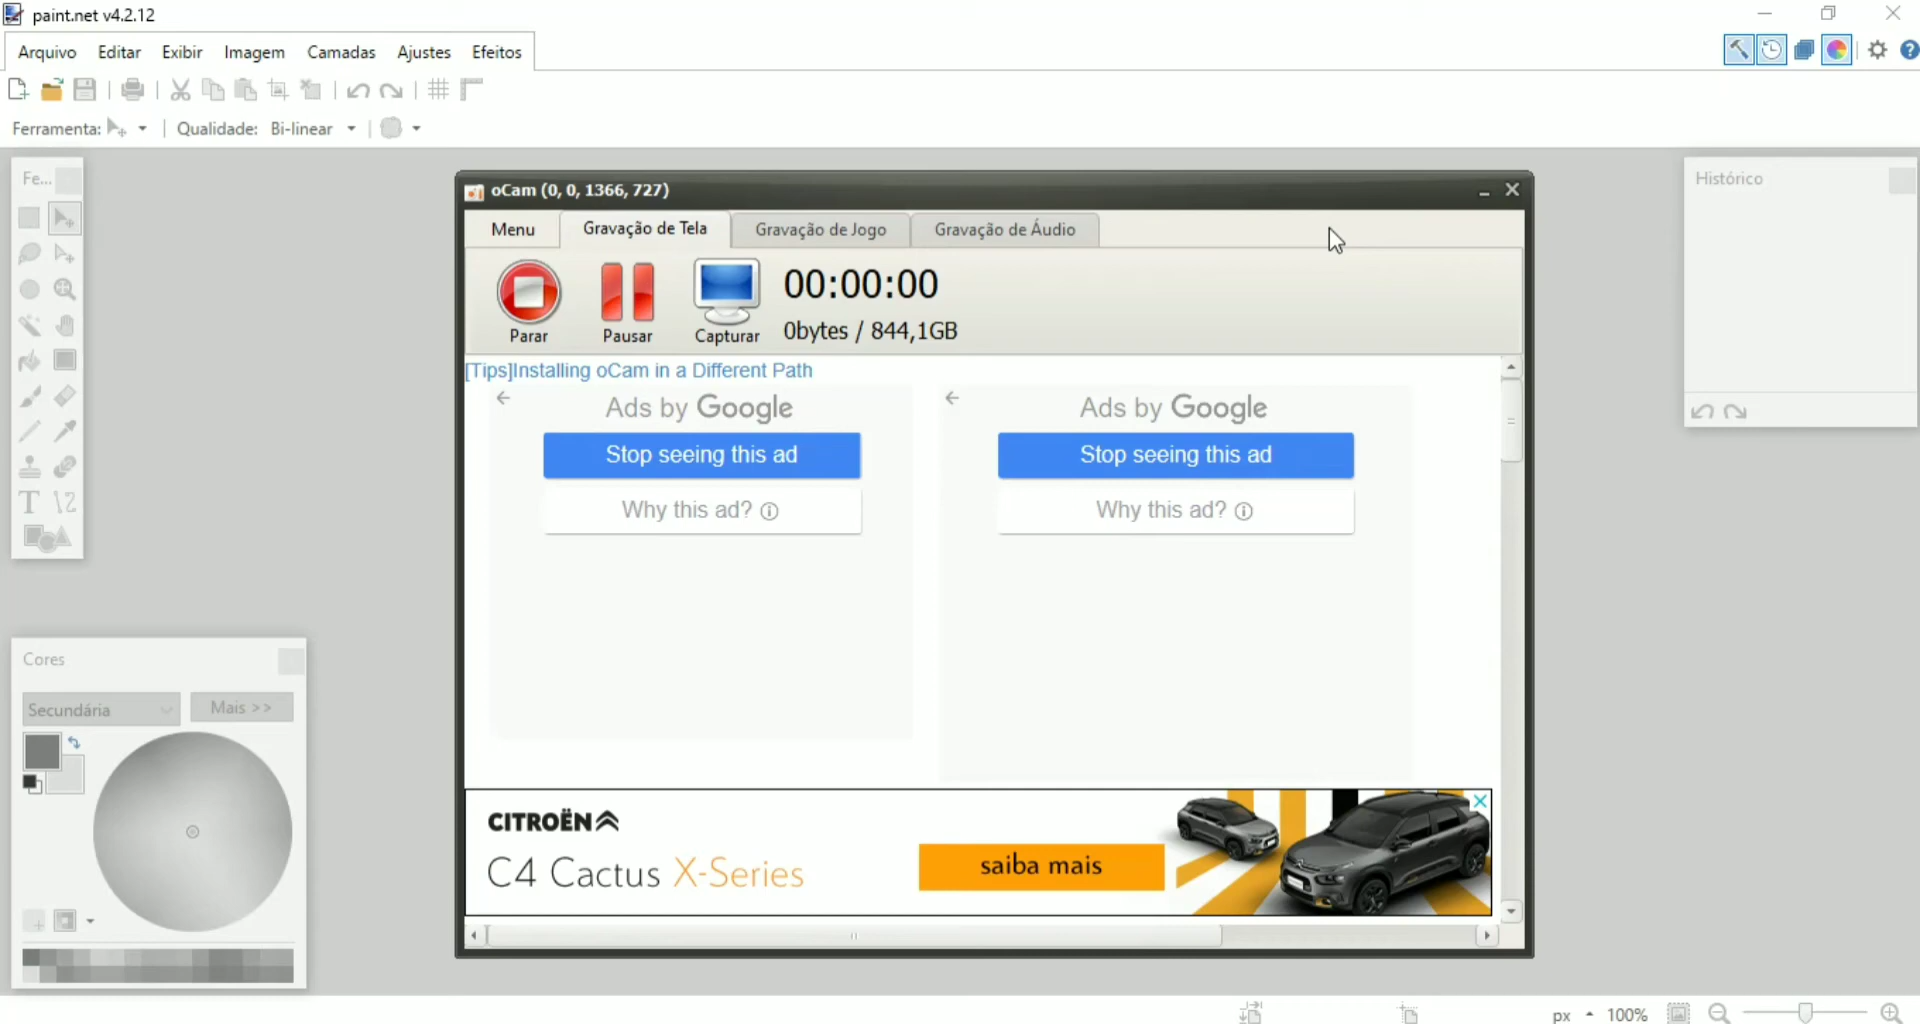 paint.net v4.2.12
Arquivo Editar Exibir Imagem Camadas Ajustes Efeitos
Ferramenta: Qualidade: Bi-linear
Fe...
oCam (0, 0, 1366, 727)
Histórico
Menu Gravação de Tela Gravação de Jogo Gravação de Áudio
00:00:00
0bytes / 844,1GB
Parar Pausar Capturar
[Tips]Installing oCam in a Different Path
Ads by Google
Stop seeing this ad
Why this ad?
Ads by Google
Stop seeing this ad
Why this ad?
Cores
Secundária Mais >>
CITROËN
C4 Cactus X-Series
saiba mais
px 100%